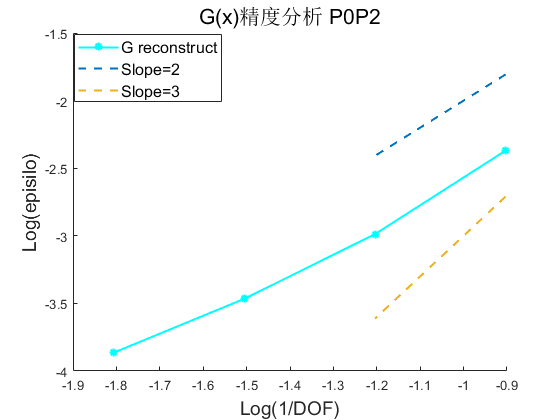 G(x)精度分析 P0P2
G reconstruct
Slope=2
Slope=3
-1.5
-2
-2.5
-3
-3.5
-4
Log(episilo)
-1.9 -1.8 -1.7 -1.6 -1.5 -1.4 -1.3 -1.2 -1.1 -1 -0.9
Log(1/DOF)